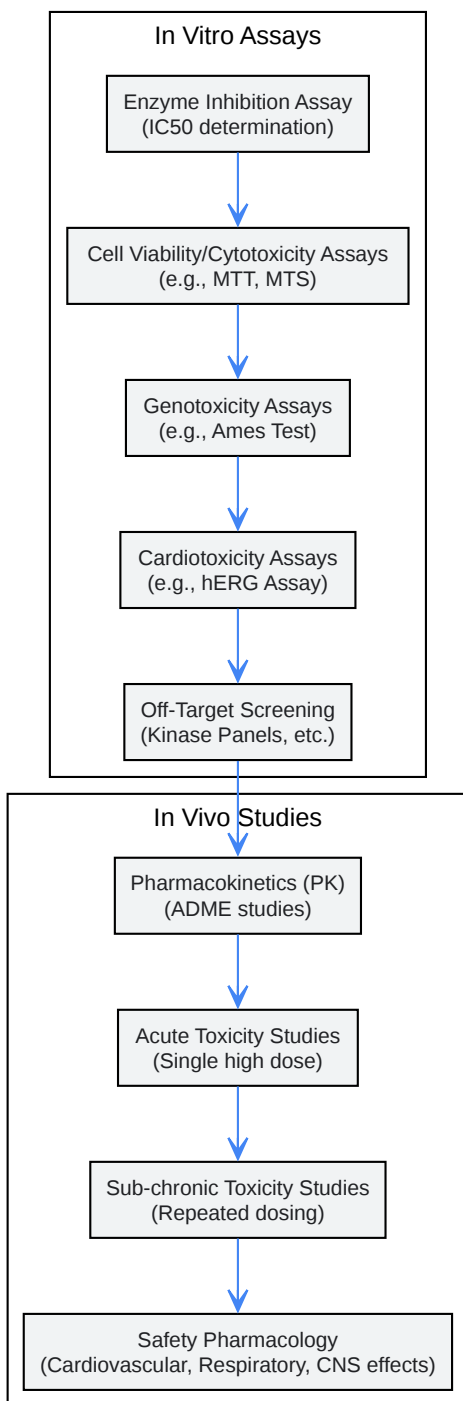 In Vitro Assays
Enzyme Inhibition Assay
(IC50 determination)
Cell Viability/Cytotoxicity Assays
(e.g., MTT, MTS)
Genotoxicity Assays
(e.g., Ames Test)
Cardiotoxicity Assays
(e.g., hERG Assay)
Off-Target Screening
(Kinase Panels, etc.)
In Vivo Studies
Pharmacokinetics (PK)
(ADME studies)
Acute Toxicity Studies
(Single high dose)
Sub-chronic Toxicity Studies
(Repeated dosing)
Safety Pharmacology
(Cardiovascular, Respiratory, CNS effects)